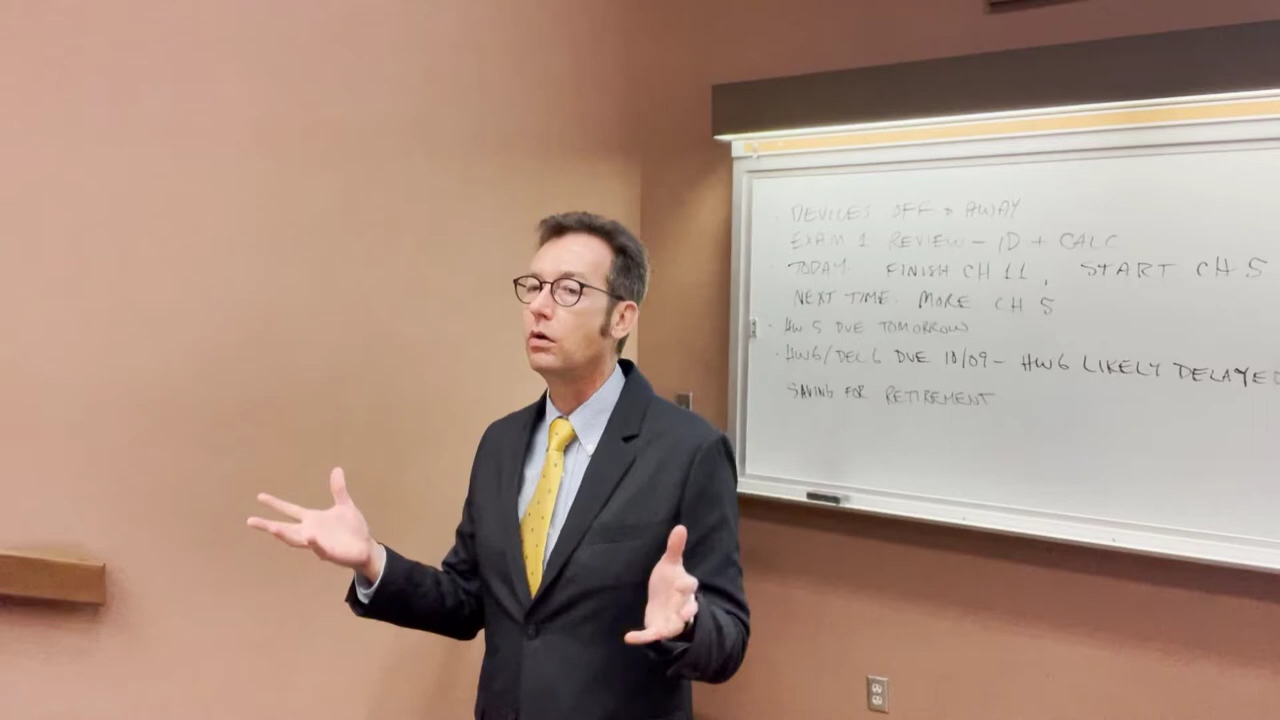 DEVICES OFF & AWAY
EXAM 1 REVIEW - ID + CALC
TODAY: FINISH CH 11, START CH 5
NEXT TIME: MORE CH 5
HW 5 DUE TOMORROW
HW6/DEC 6 DUE 10/09 - HW6 LIKELY DELAYED
SAVING FOR RETIREMENT